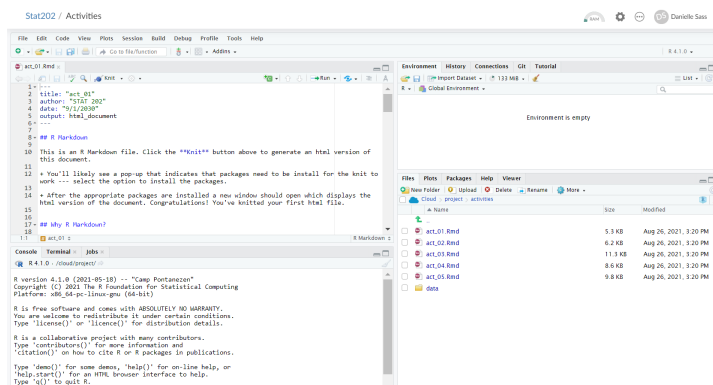 Stat202 / Activities
RAM
DS Danielle Sass
File Edit Code View Plots Session Build Debug Profile Tools Help
Go to file/function
Addins
R 4.1.0
act_01.Rmd
Knit
Run
1 ---
2 title: "act_01"
3 author: "STAT 202"
4 date: "9/1/2030"
5 output: html_document
6 ---
7
8 ## R Markdown
9
10 This is an R Markdown file. Click the **Knit** button above to generate an html version of
this document.
11
12 + You'll likely see a pop-up that indicates that packages need to be install for the knit to
work --- select the option to install the packages.
13
14 + After the appropriate packages are installed a new window should open which displays the
html version of the document. Congratulations! You've knitted your first html file.
15
16
17 ## Why R Markdown?
18
1:1 act_01 R Markdown
Console Terminal Jobs
R 4.1.0 · /cloud/project/
R version 4.1.0 (2021-05-18) -- "Camp Pontanezen"
Copyright (C) 2021 The R Foundation for Statistical Computing
Platform: x86_64-pc-linux-gnu (64-bit)
R is free software and comes with ABSOLUTELY NO WARRANTY.
You are welcome to redistribute it under certain conditions.
Type 'license()' or 'licence()' for distribution details.
R is a collaborative project with many contributors.
Type 'contributors()' for more information and
'citation()' on how to cite R or R packages in publications.
Type 'demo()' for some demos, 'help()' for on-line help, or
'help.start()' for an HTML browser interface to help.
Type 'q()' to quit R.
Environment History Connections Git Tutorial
Import Dataset 133 MiB
List
R Global Environment
Environment is empty
Files Plots Packages Help Viewer
New Folder Upload Delete Rename More
Cloud project activities
Name Size Modified
..
act_01.Rmd 5.3 KB Aug 26, 2021, 3:20 PM
act_02.Rmd 6.2 KB Aug 26, 2021, 3:20 PM
act_03.Rmd 11.3 KB Aug 26, 2021, 3:20 PM
act_04.Rmd 8.6 KB Aug 26, 2021, 3:20 PM
act_05.Rmd 9.8 KB Aug 26, 2021, 3:20 PM
data